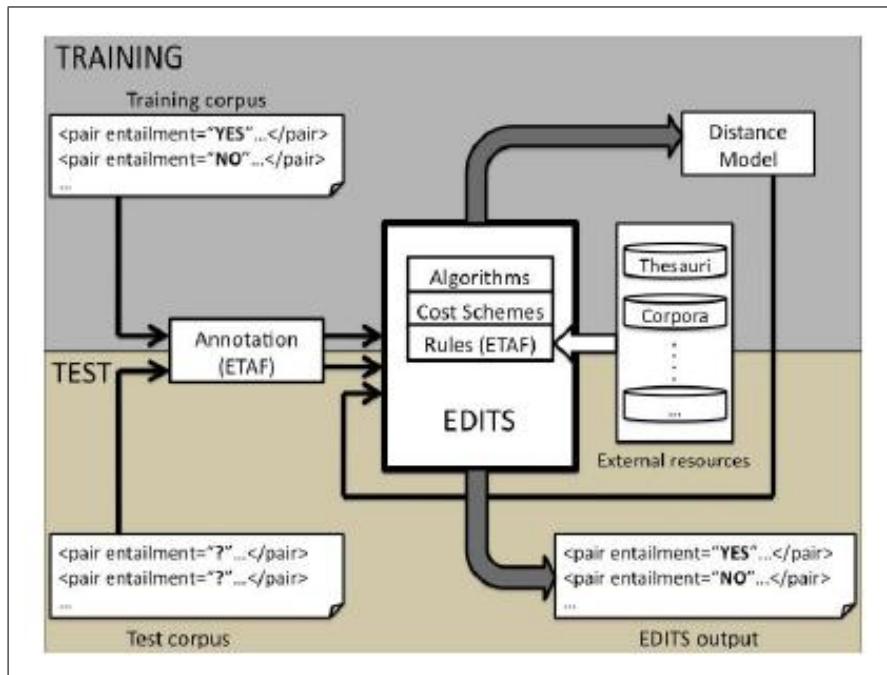 TRAINING
Training corpus
<pair entailment="YES"...</pair>
<pair entailment="NO"...</pair>
...
Distance
Model
Algorithms
Cost Schemes
Rules (ETAF)
EDITS
Thesauri
Corpora
...
External resources
Annotation
(ETAF)
TEST
<pair entailment="?"...</pair>
<pair entailment="?"...</pair>
...
Test corpus
<pair entailment="YES"...</pair>
<pair entailment="NO"...</pair>
...
EDITS output